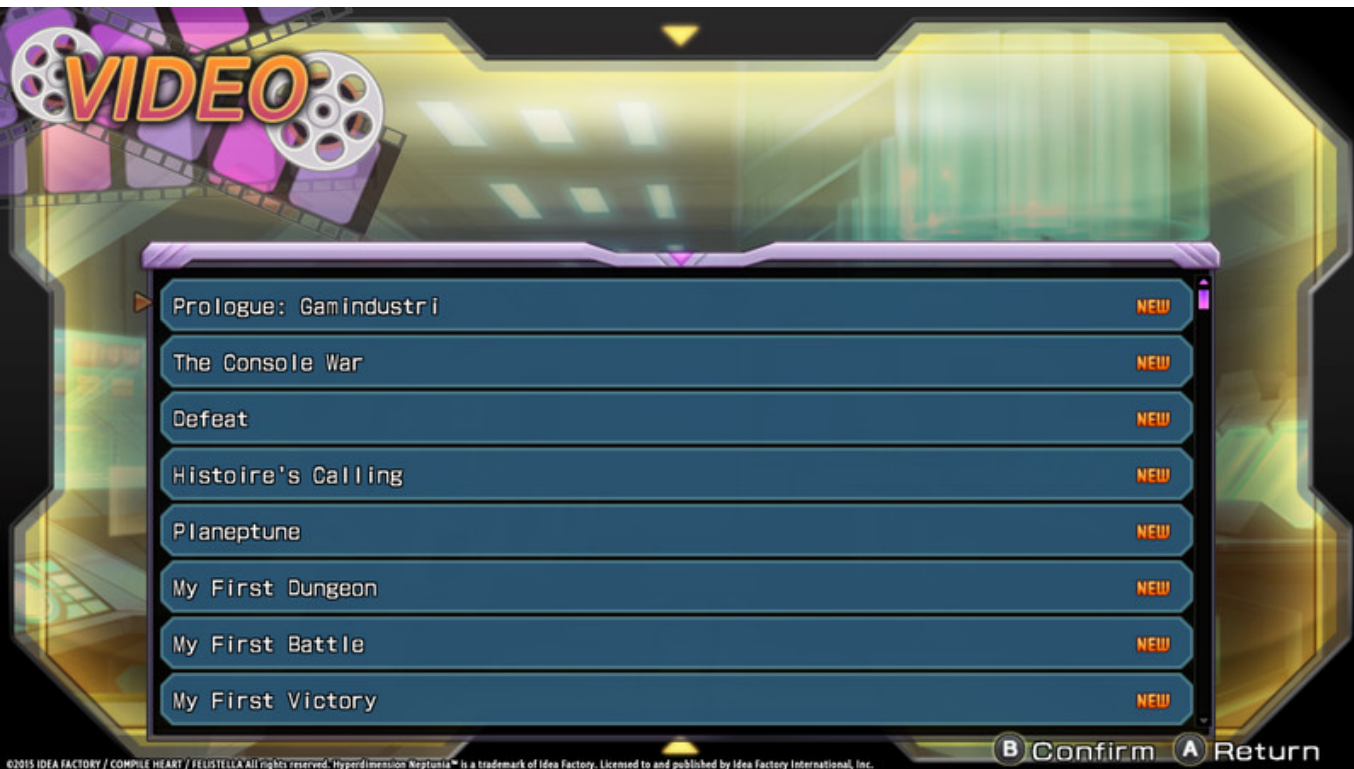 VIDEO
Prologue: Gamindustri NEW
The Console War NEW
Defeat NEW
Histoire's Calling NEW
Planeptune NEW
My First Dungeon NEW
My First Battle NEW
My First Victory NEW
B Confirm A Return
©2015 IDEA FACTORY / COMPILE HEART / FELISTELLA All rights reserved. Hyperdimension Neptunia™ is a trademark of Idea Factory. Licensed to and published by Idea Factory International, Inc.